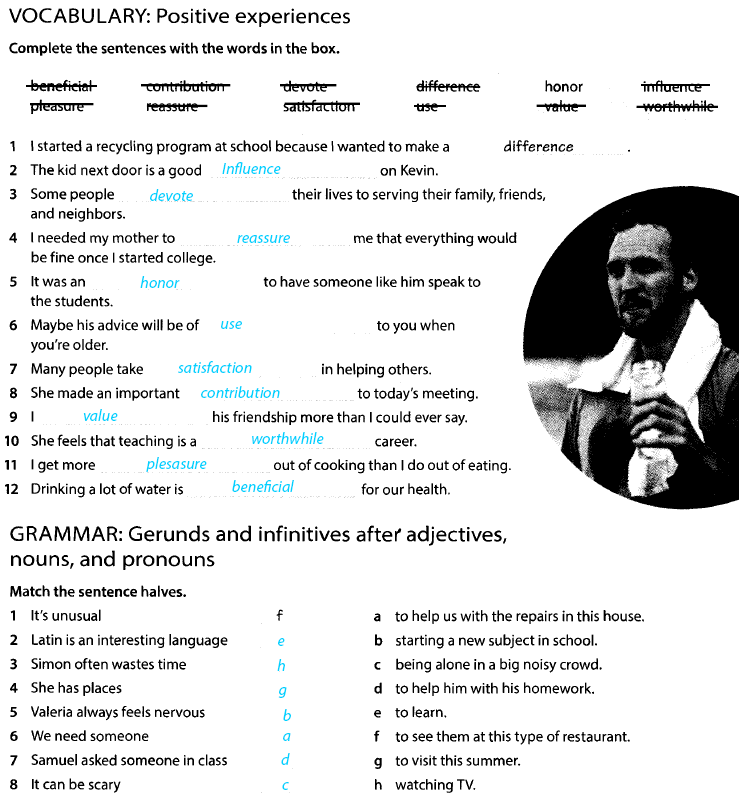 VOCABULARY: Positive experiences
Complete the sentences with the words in the box.
beneficial contribution devote difference honor influence
pleasure reassure satisfaction use value worthwhile
1 I started a recycling program at school because I wanted to make a difference.
2 The kid next door is a good Influence on Kevin.
3 Some people devote their lives to serving their family, friends,
and neighbors.
4 I needed my mother to reassure me that everything would
be fine once I started college.
5 It was an honor to have someone like him speak to
the students.
6 Maybe his advice will be of use to you when
you're older.
7 Many people take satisfaction in helping others.
8 She made an important contribution to today's meeting.
9 I value his friendship more than I could ever say.
10 She feels that teaching is a worthwhile career.
11 I get more plesasure out of cooking than I do out of eating.
12 Drinking a lot of water is beneficial for our health.
GRAMMAR: Gerunds and infinitives after adjectives,
nouns, and pronouns
Match the sentence halves.
1 It's unusual f a to help us with the repairs in this house.
2 Latin is an interesting language e b starting a new subject in school.
3 Simon often wastes time h c being alone in a big noisy crowd.
4 She has places g d to help him with his homework.
5 Valeria always feels nervous b e to learn.
6 We need someone a f to see them at this type of restaurant.
7 Samuel asked someone in class d g to visit this summer.
8 It can be scary c h watching TV.